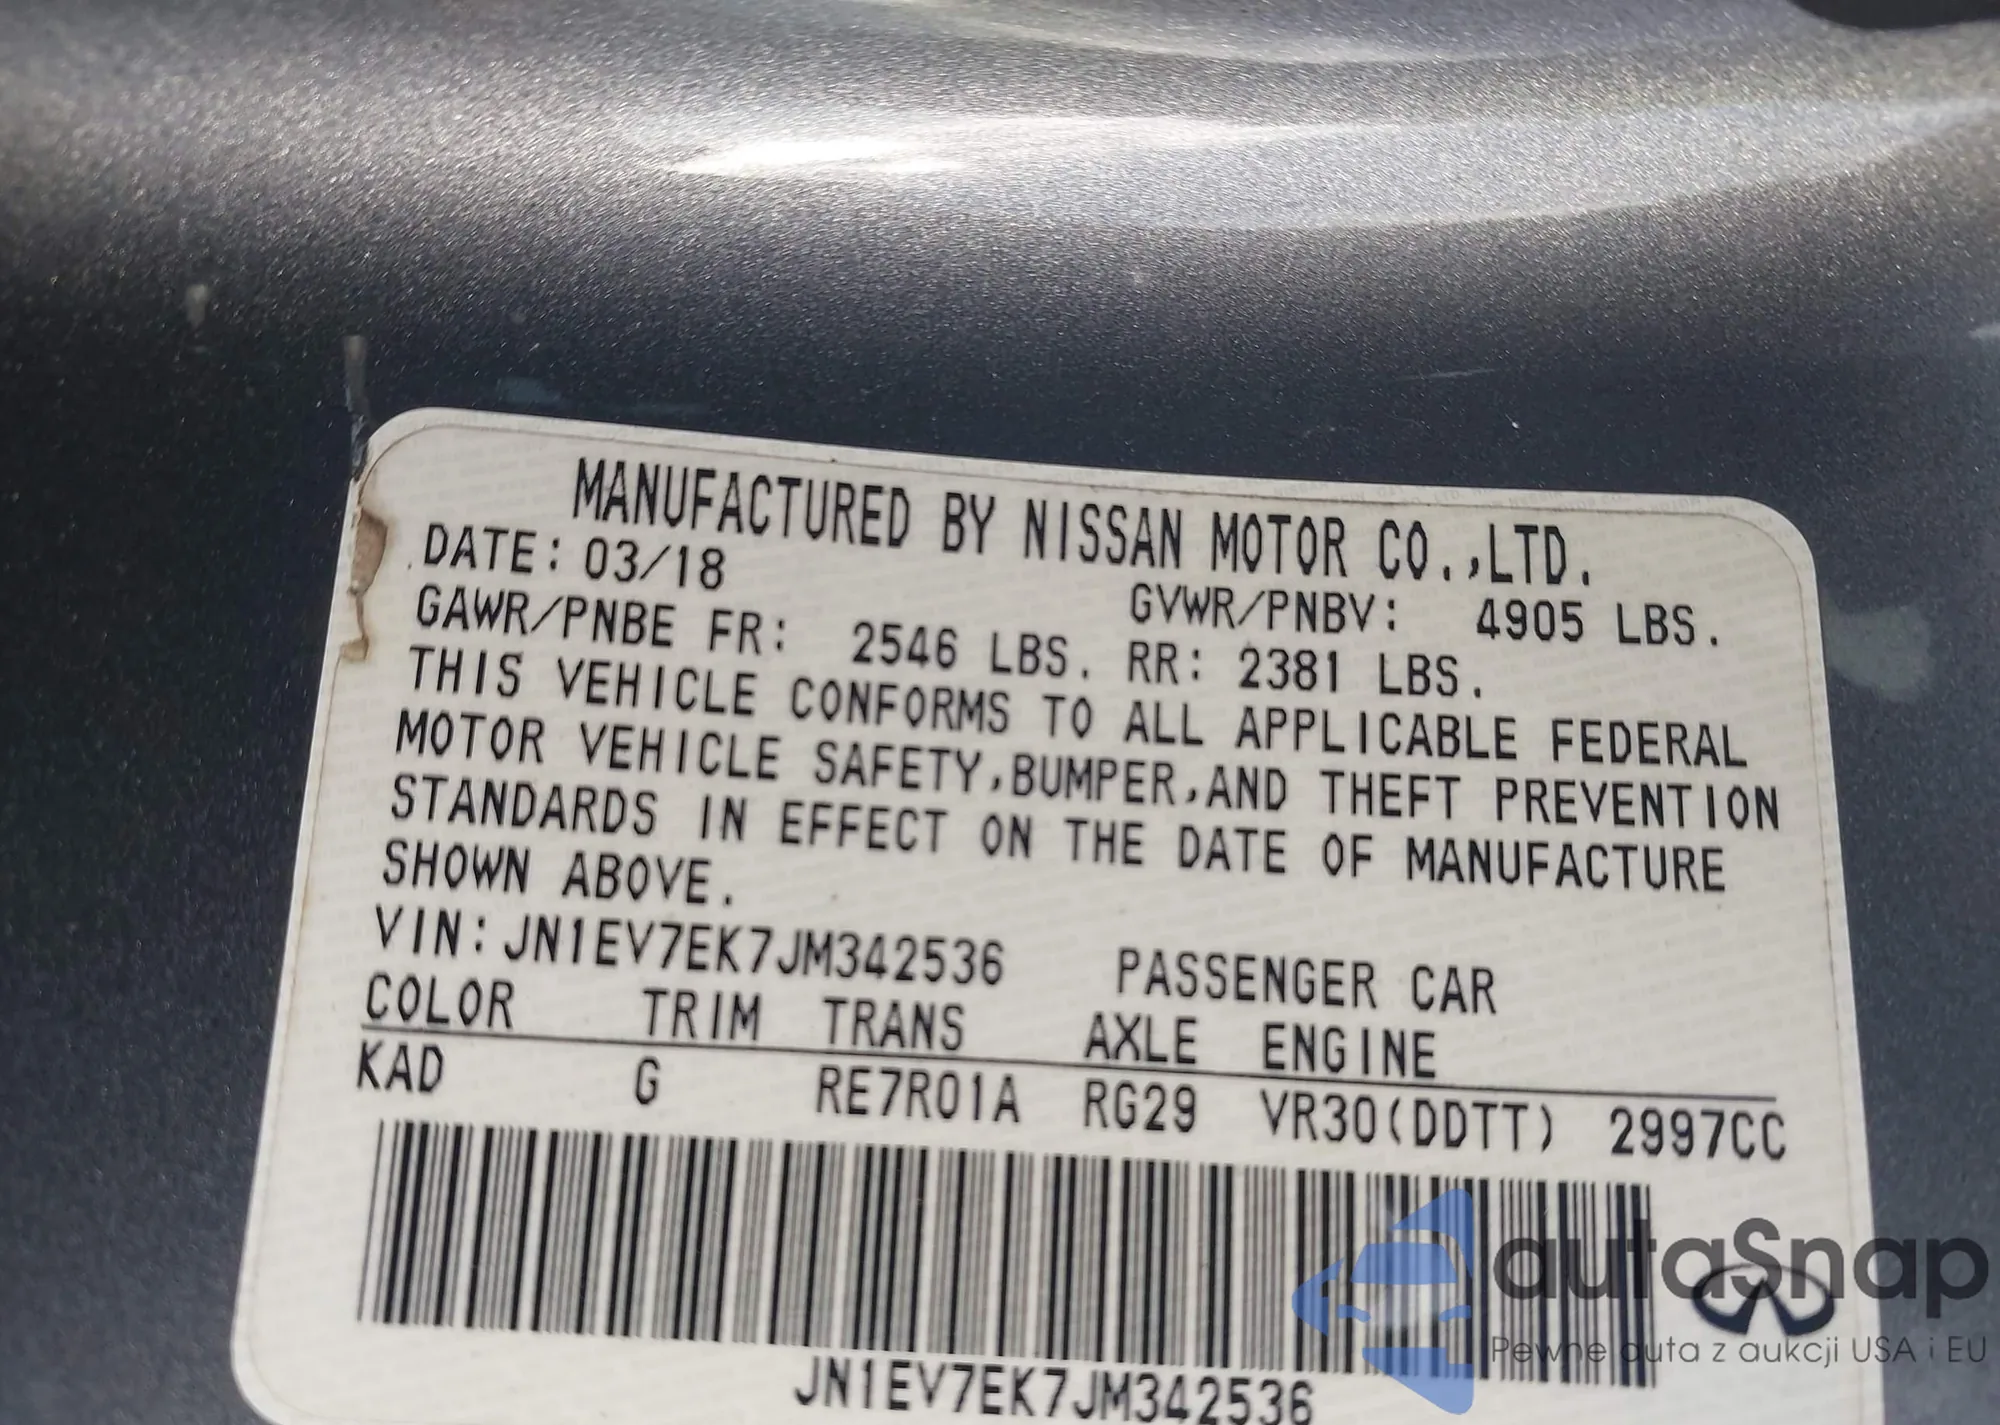 MANUFACTURED BY NISSAN MOTOR CO.,LTD.
DATE: 03/18 GVWR/PNBV: 4905 LBS.
GAWR/PNBE FR: 2546 LBS. RR: 2381 LBS.
THIS VEHICLE CONFORMS TO ALL APPLICABLE FEDERAL
MOTOR VEHICLE SAFETY,BUMPER,AND THEFT PREVENTION
STANDARDS IN EFFECT ON THE DATE OF MANUFACTURE
SHOWN ABOVE.
VIN:JN1EV7EK7JM342536 PASSENGER CAR
COLOR TRIM TRANS AXLE ENGINE
KAD G RE7R01A RG29 VR30(DDTT) 2997CC
JN1EV7EK7JM342536
autaSnap
Pewne auta z aukcji USA i EU